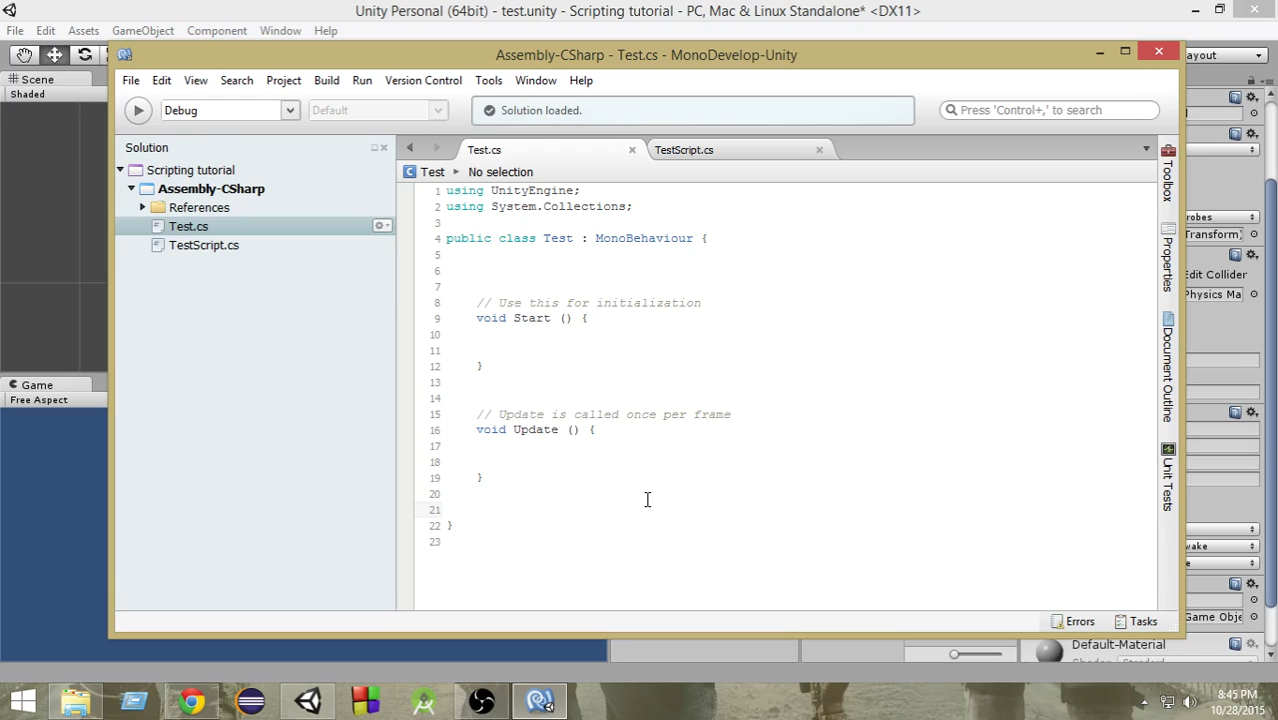 Unity Personal (64bit) - test.unity - Scripting tutorial - PC, Mac & Linux Standalone* <DX11>
File Edit Assets GameObject Component Window Help
Scene
Shaded
Game
Free Aspect
Assembly-CSharp - Test.cs - MonoDevelop-Unity
File Edit View Search Project Build Run Version Control Tools Window Help
Debug
Default
Solution loaded.
Press 'Control+,' to search
Solution
Scripting tutorial
Assembly-CSharp
References
Test.cs
TestScript.cs
Test.cs TestScript.cs
C Test No selection
1 using UnityEngine;
2 using System.Collections;
3
4 public class Test : MonoBehaviour {
5
6
7
8 // Use this for initialization
9 void Start () {
10
11
12 }
13
14
15 // Update is called once per frame
16 void Update () {
17
18
19 }
20
21
22 }
23
Toolbox
Properties
Document Outline
Unit Tests
Errors Tasks
ayout
robes
Transform)
Edit Collider
Physics Ma
wake
e
Game Obje
Default-Material
8:45 PM
10/28/2015